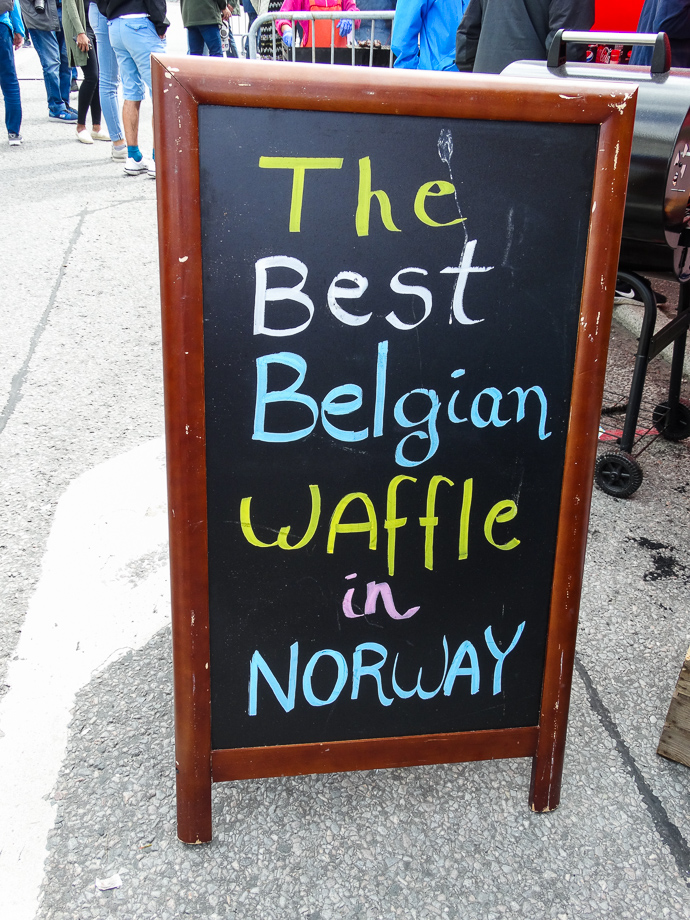 The
Best
Belgian
WAffle
in
NORWAY